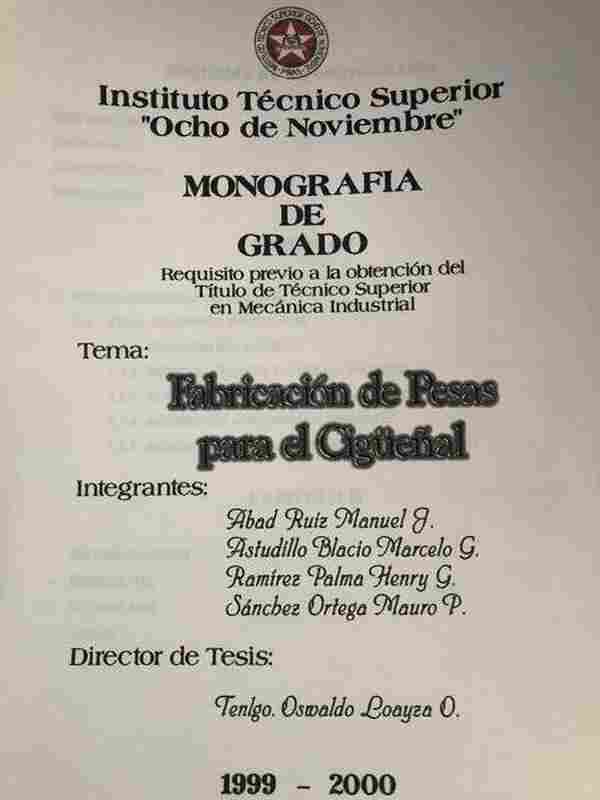 Instituto Técnico Superior
"Ocho de Noviembre"
MONOGRAFIA
DE
GRADO
Requisito previo a la obtención del
Título de Técnico Superior
en Mecánica Industrial
Tema:
Fabricación de Pesas
para el Cigüeñal
Integrantes:
Abad Ruiz Manuel J.
Astudillo Blacio Marcelo G.
Ramírez Palma Henry G.
Sánchez Ortega Mauro P.
Director de Tesis:
Tenlgo. Oswaldo Loayza O.
1999 - 2000